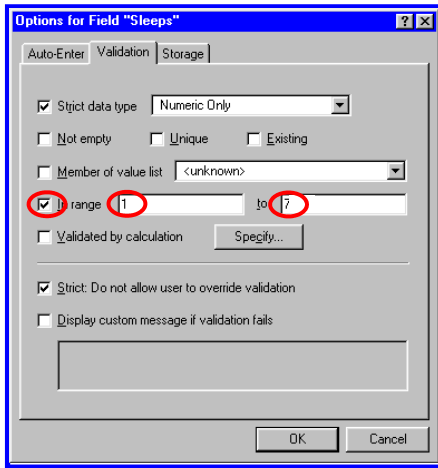 Options for Field "Sleeps"
Auto-Enter Validation Storage
Strict data type Numeric Only
Not empty Unique Existing
Member of value list <unknown>
In range 1 to 7
Validated by calculation Specify...
Strict: Do not allow user to override validation
Display custom message if validation fails
OK Cancel